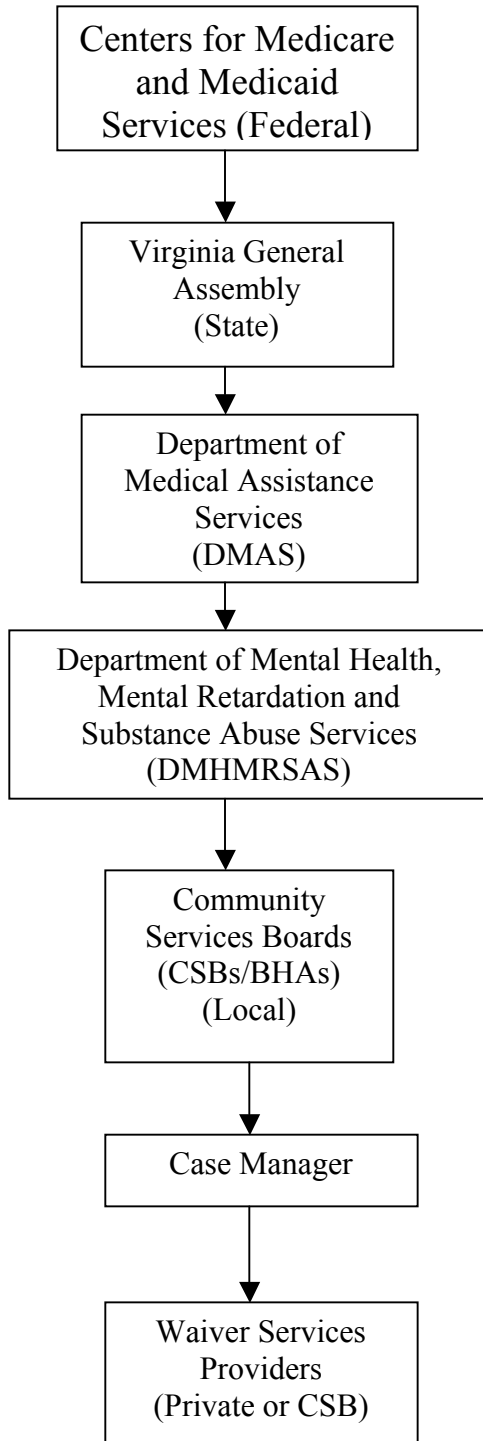 Centers for Medicare
and Medicaid
Services (Federal)
Virginia General
Assembly
(State)
Department of
Medical Assistance
Services
(DMAS)
Department of Mental Health,
Mental Retardation and
Substance Abuse Services
(DMHMRSAS)
Community
Services Boards
(CSBs/BHAs)
(Local)
Case Manager
Waiver Services
Providers
(Private or CSB)